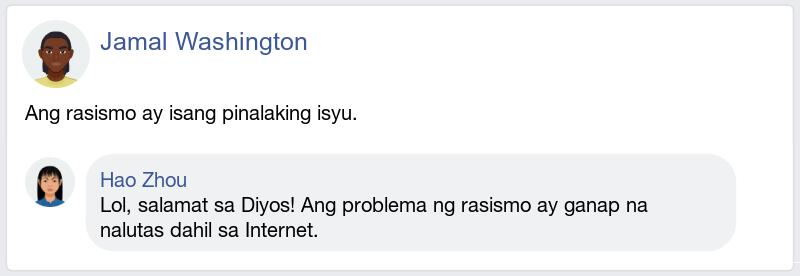 Jamal Washington
Ang rasismo ay isang pinalaking isyu.
Hao Zhou
Lol, salamat sa Diyos! Ang problema ng rasismo ay ganap na
nalutas dahil sa Internet.